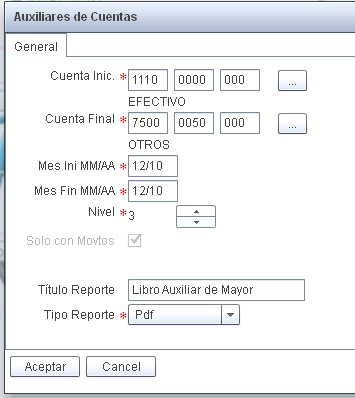 Auxiliares de Cuentas
General
Cuenta Inic. *1110 0000 000 ...
EFECTIVO
Cuenta Final *7500 0050 000 ...
OTROS
Mes Ini MM/AA *12/10
Mes Fin MM/AA *12/10
Nivel *3
Solo con Movtos
Título Reporte Libro Auxiliar de Mayor
Tipo Reporte *Pdf
Aceptar Cancel